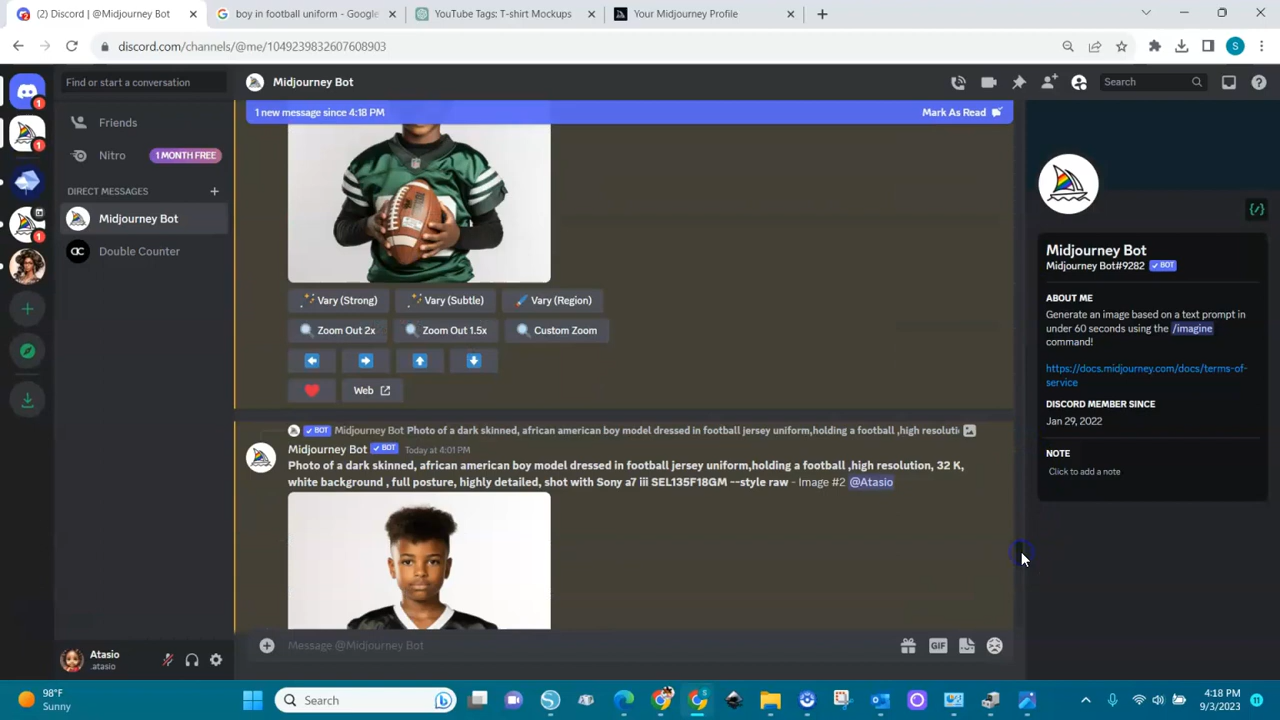 (2) Discord | @Midjourney Bot
boy in football uniform - Google
YouTube Tags: T-shirt Mockups
Your Midjourney Profile
discord.com/channels/@me/1049239832607608903
S
Find or start a conversation
Midjourney Bot
Search
1 new message since 4:18 PM
Mark As Read
Friends
Nitro
1 MONTH FREE
DIRECT MESSAGES
Midjourney Bot
Double Counter
1
1
1
Vary (Strong)
Vary (Subtle)
Vary (Region)
Zoom Out 2x
Zoom Out 1.5x
Custom Zoom
Web
BOT Midjourney Bot Photo of a dark skinned, african american boy model dressed in football jersey uniform,holding a football ,high resoluti
Midjourney Bot BOT Today at 4:01 PM
Photo of a dark skinned, african american boy model dressed in football jersey uniform,holding a football ,high resolution, 32 K,
white background , full posture, highly detailed, shot with Sony a7 iii SEL135F18GM --style raw - Image #2 @Atasio
Message @Midjourney Bot
GIF
Midjourney Bot
Midjourney Bot#9282 BOT
ABOUT ME
Generate an image based on a text prompt in
under 60 seconds using the /imagine
command!
https://docs.midjourney.com/docs/terms-of-
service
DISCORD MEMBER SINCE
Jan 29, 2022
NOTE
Click to add a note
Atasio
.atasio
98°F
Sunny
Search
4:18 PM
9/3/2023